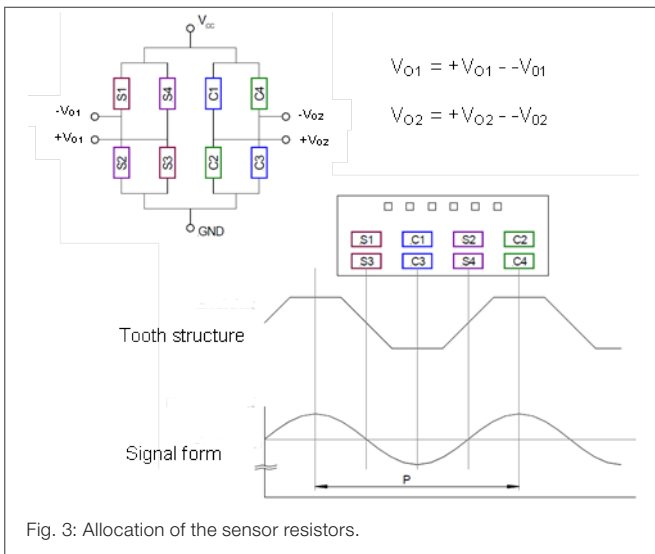 Vcc
S1 S4 C1 C4
-Vo1 -Vo2
+Vo1 +Vo2
S2 S3 C2 C3
GND
VO1 = +VO1 - -V01
VO2 = +VO2 - -V02
S1 C1 S2 C2
S3 C3 S4 C4
Tooth structure
Signal form
P
Fig. 3: Allocation of the sensor resistors.